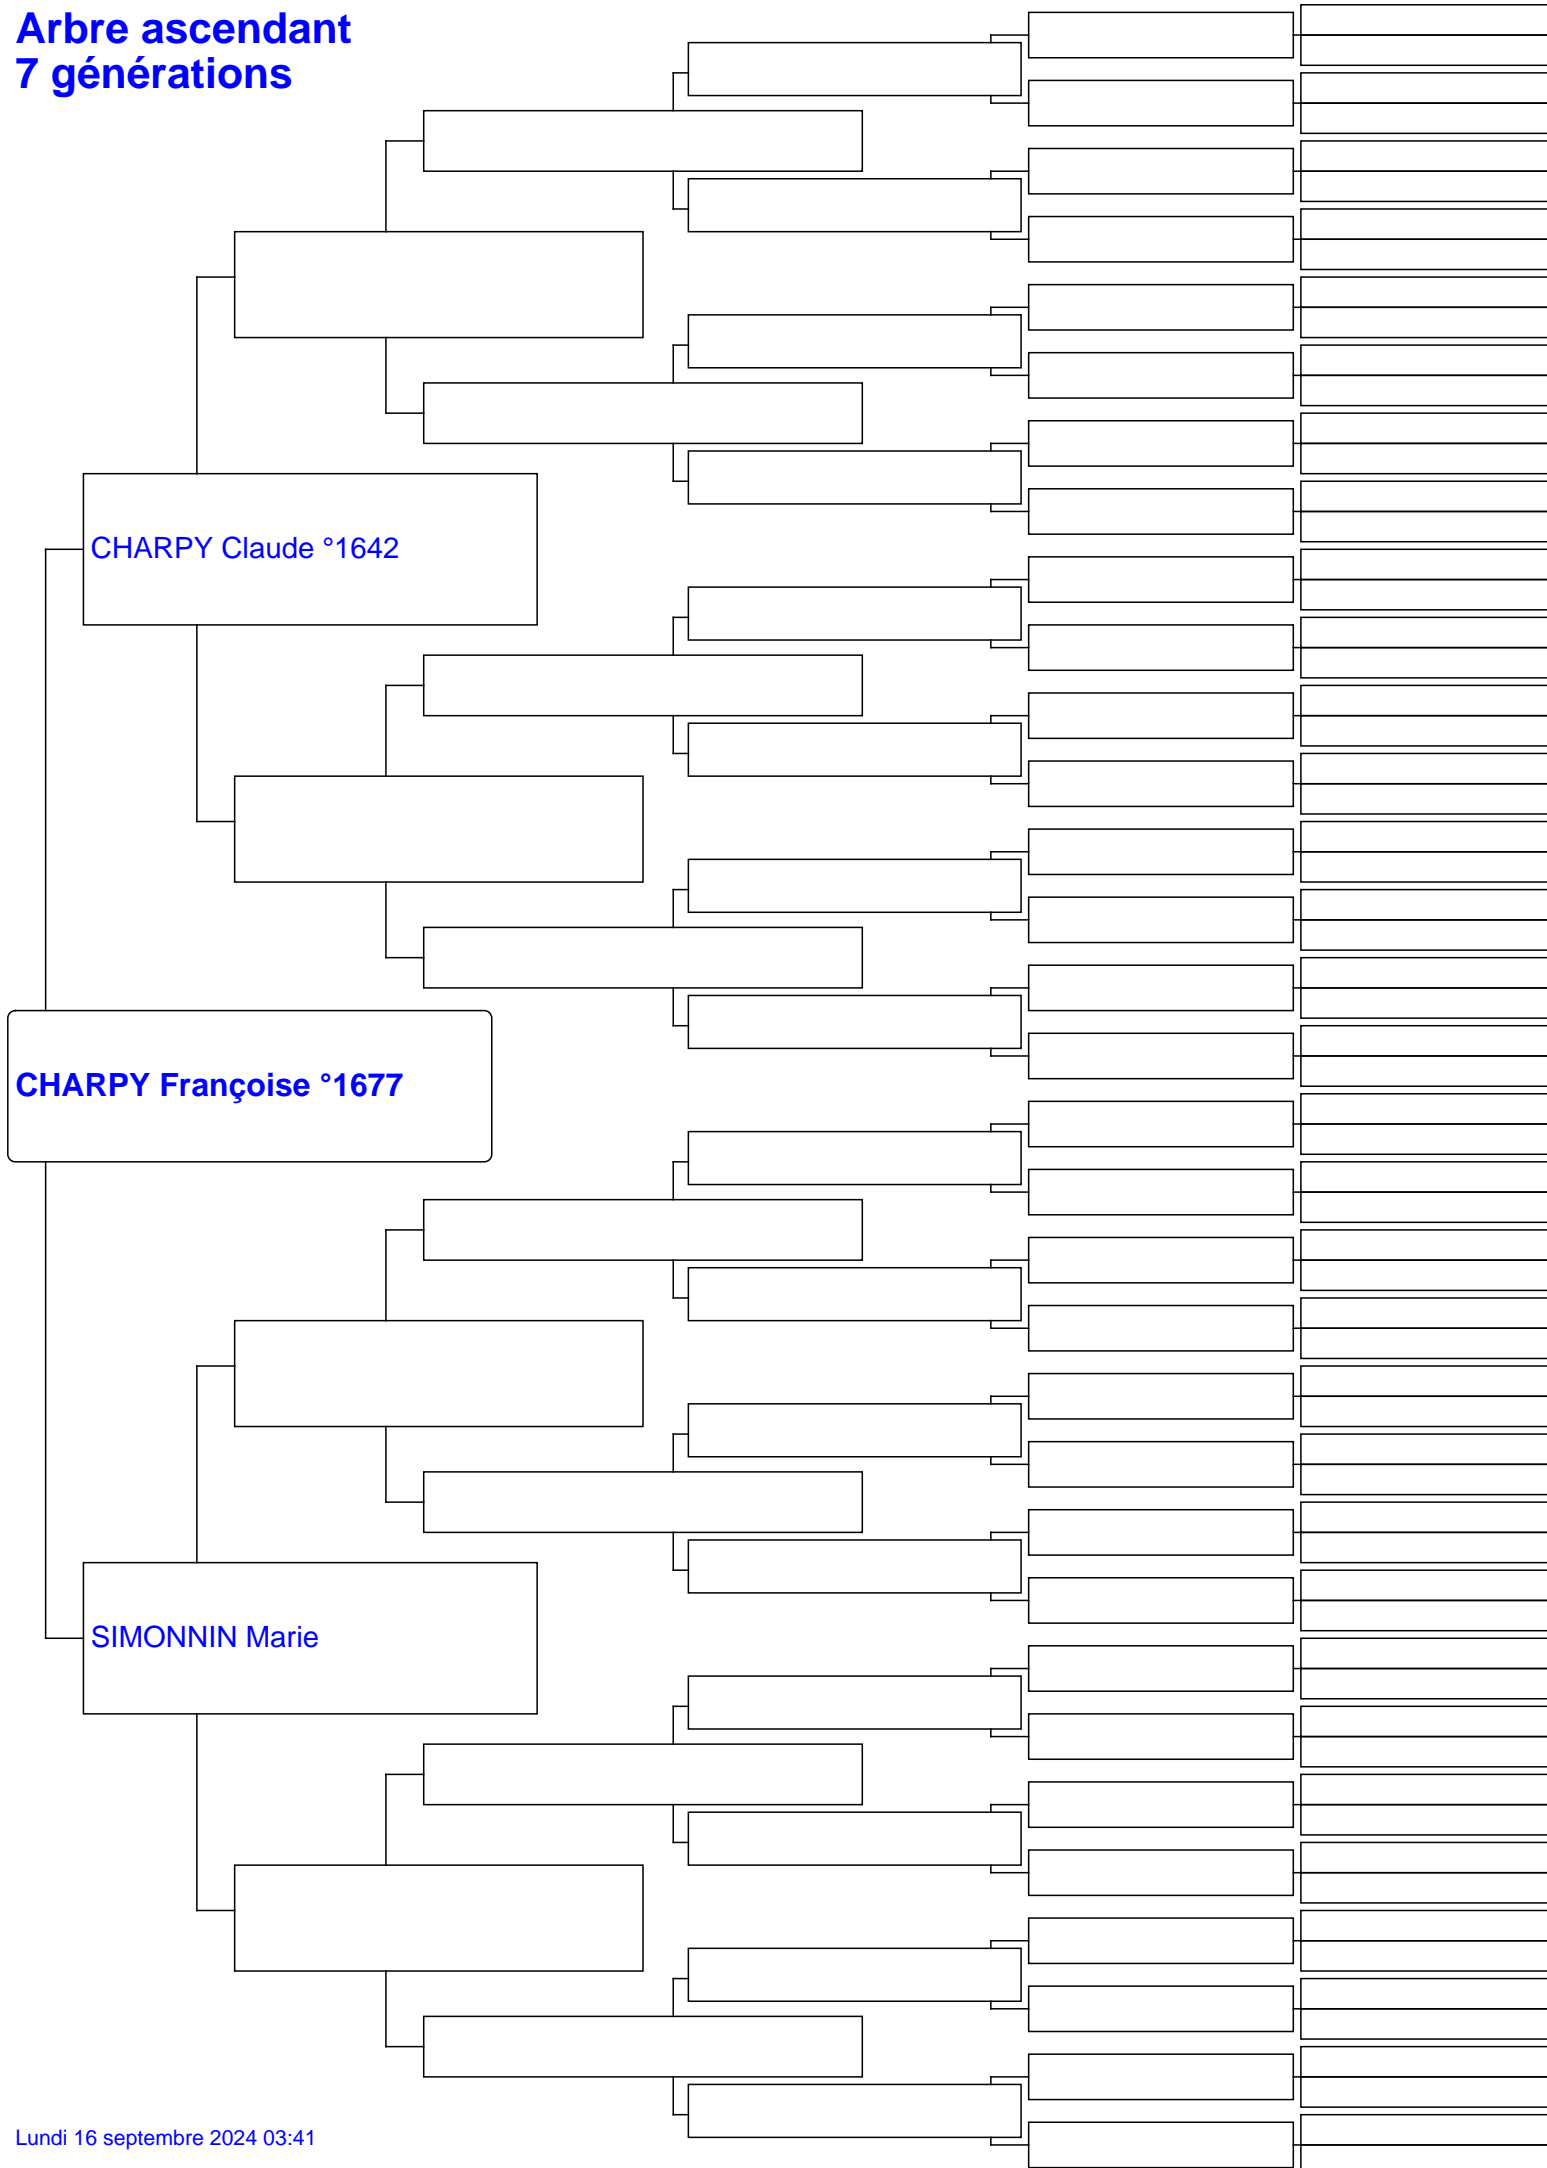 Arbre ascendant
7 générations
CHARPY Claude °1642
CHARPY Françoise °1677
SIMONNIN Marie
Lundi 16 septembre 2024 03:41